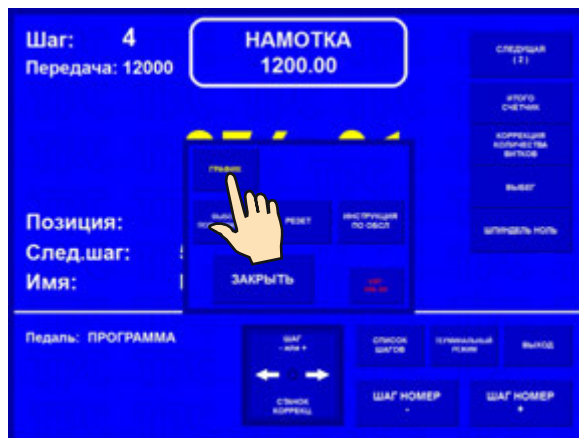 Шаг: 4
Передача: 12000
НАМОТКА
1200.00
СЛЕДУЩАЯ
(2)
ИТОГО
СЧЕТЧИК
КОРРЕКЦИЯ
КОЛИЧЕСТВА
ВИТКОВ
ВЫБЕГ
ШПИНДЕЛЬ НОЛЬ
ГРАФИК
РЕЗЕТ
ИНСТРУКЦИЯ
ПО ОБСЛ
ЗАКРЫТЬ
Позиция:
След.шаг:
Имя:
Педаль: ПРОГРАММА
ШАГ
- или +
СТАНОК
КОРРЕКЦ
СПИСОК
ШАГОВ
ТЕРМИНАЛЬНЫЙ
РЕЖИМ
ВЫХОД
ШАГ НОМЕР
-
ШАГ НОМЕР
+